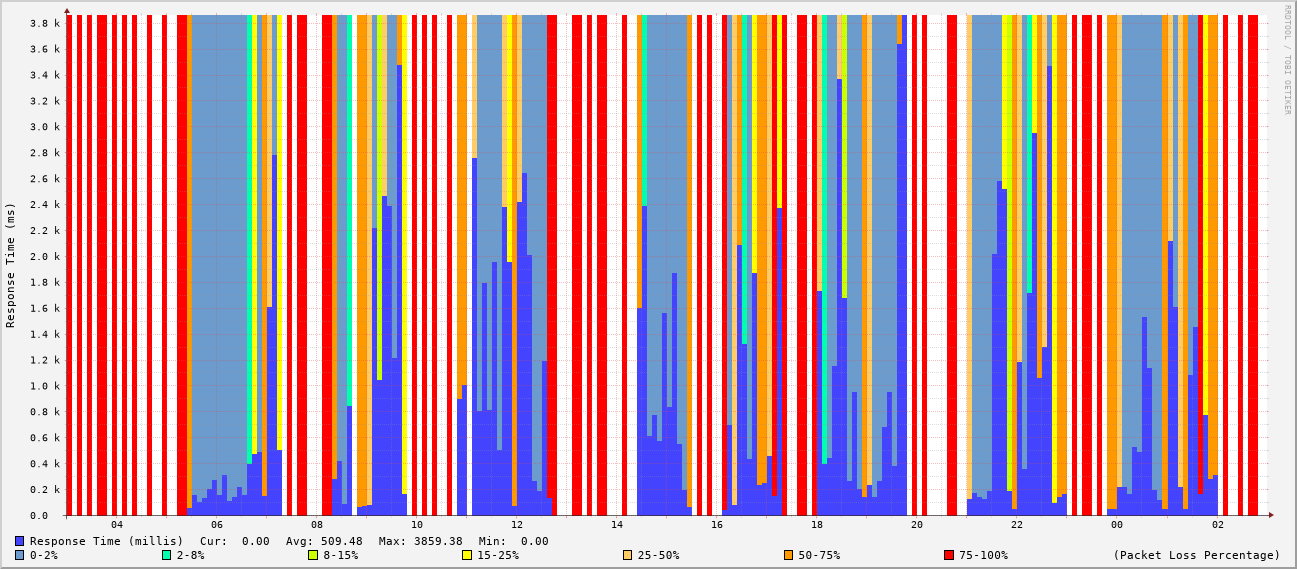 RRDTOOL / TOBI OETIKER
Response Time (ms)
3.8 k
3.6 k
3.4 k
3.2 k
3.0 k
2.8 k
2.6 k
2.4 k
2.2 k
2.0 k
1.8 k
1.6 k
1.4 k
1.2 k
1.0 k
0.8 k
0.6 k
0.4 k
0.2 k
0.0
04 06 08 10 12 14 16 18 20 22 00 02
Response Time (millis) Cur: 0.00 Avg: 509.48 Max: 3859.38 Min: 0.00
0-2% 2-8% 8-15% 15-25% 25-50% 50-75% 75-100% (Packet Loss Percentage)